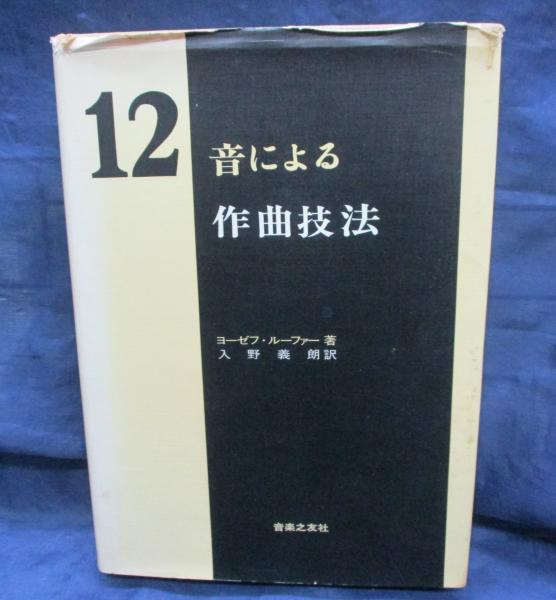 12
音による
作曲技法
ヨーゼフ・ルーファー 著
入野義朗訳
音楽之友社